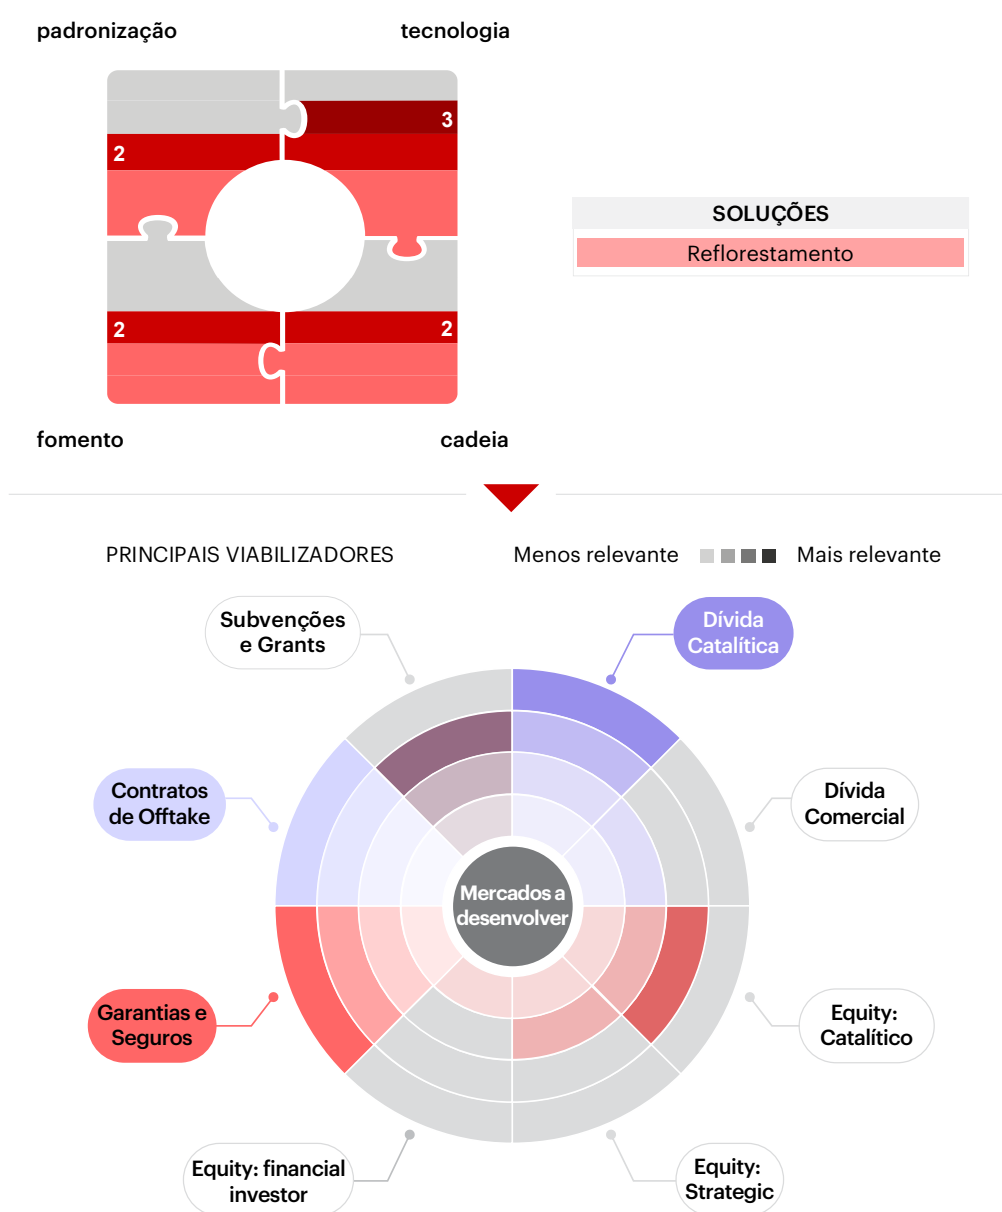 padronização
tecnologia
3
2
SOLUÇÕES
Reflorestamento
2
2
fomento
cadeia
PRINCIPAIS VIABILIZADORES
Menos relevante
Mais relevante
Subvenções
e Grants
Dívida
Catalítica
Contratos
de Offtake
Dívida
Comercial
Mercados a
desenvolver
Garantias e
Seguros
Equity:
Catalítico
Equity: financial
investor
Equity:
Strategic